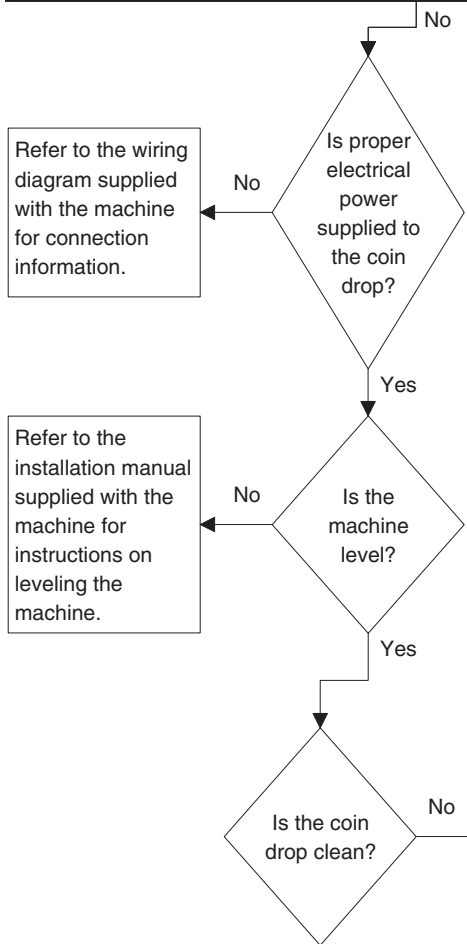 No
Is proper
electrical
power
supplied to
the coin
drop?
No
Refer to the wiring
diagram supplied
with the machine
for connection
information.
Yes
Is the
machine
level?
No
Refer to the
installation manual
supplied with the
machine for
instructions on
leveling the
machine.
Yes
Is the coin
drop clean?
No